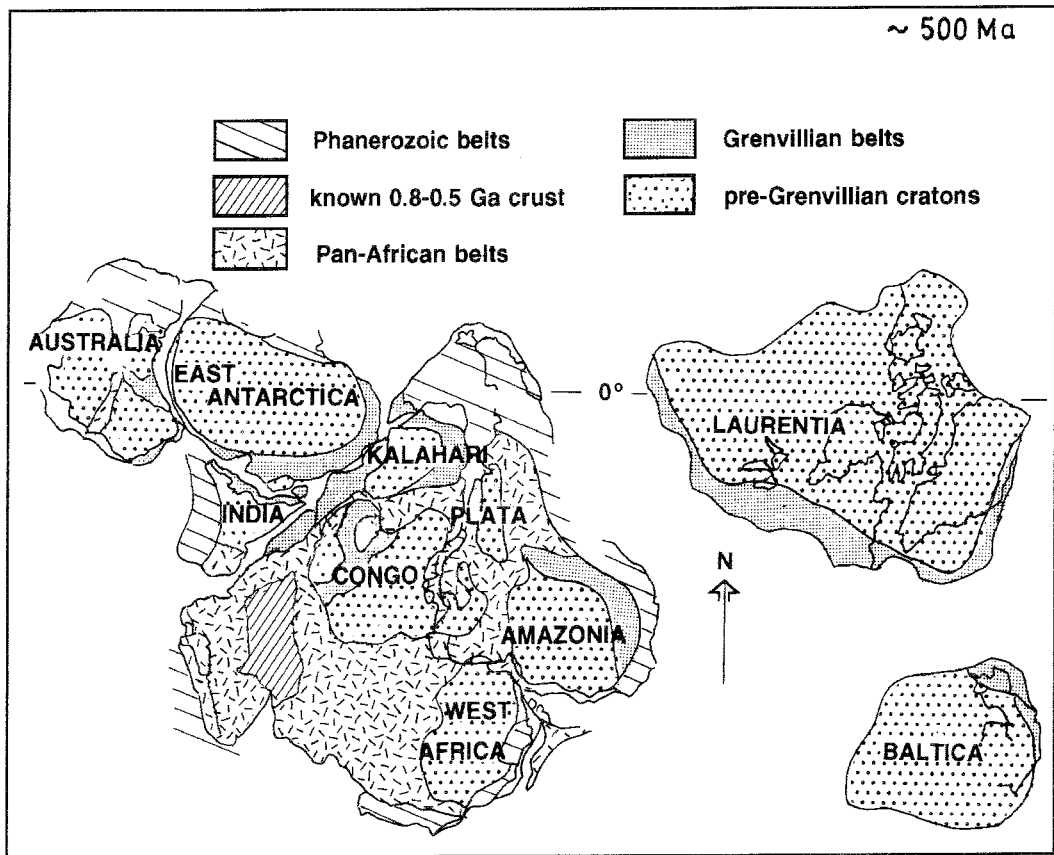 ~ 500 Ma
Phanerozoic belts
Grenvillian belts
known 0.8-0.5 Ga crust
pre-Grenvillian cratons
Pan-African belts
AUSTRALIA
EAST
ANTARCTICA
0°
LAURENTIA
KALAHARI
INDIA
PLATA
CONGO
N
AMAZONIA
WEST
AFRICA
BALTICA